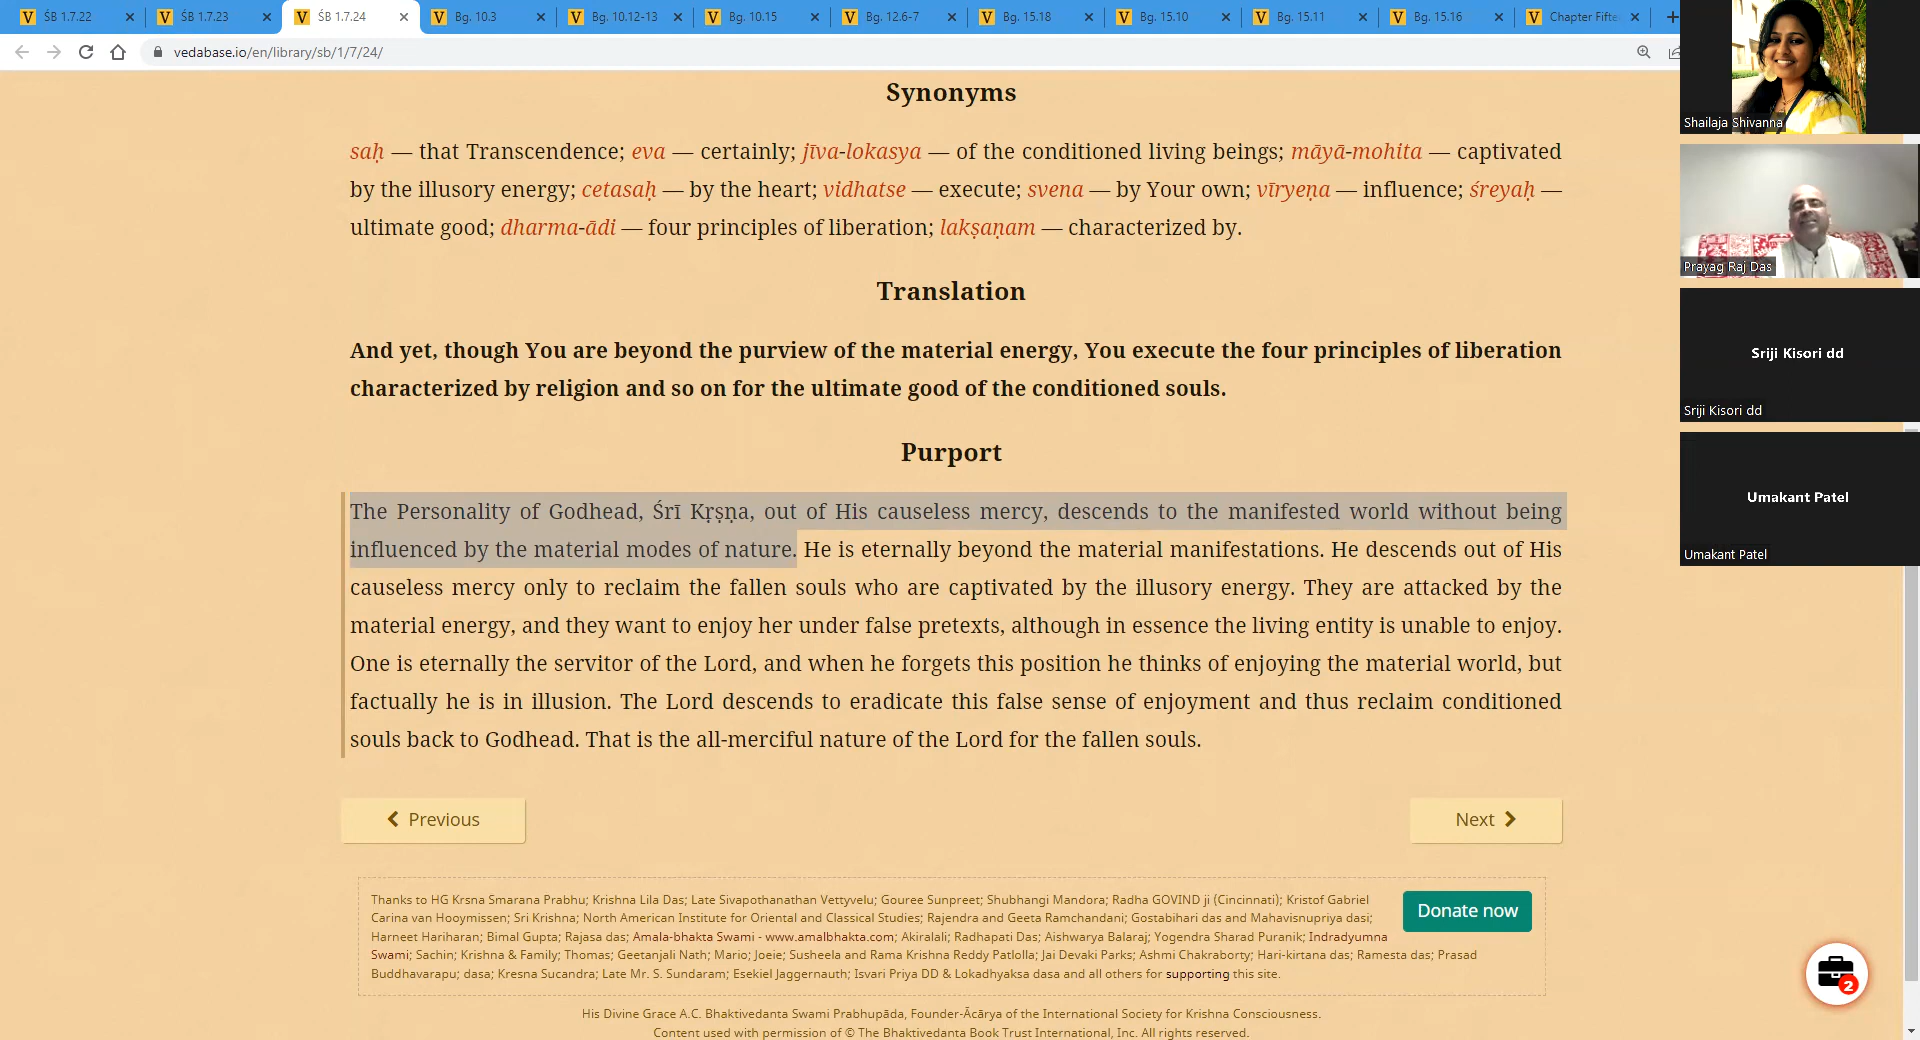 ŚB 1.7.22
ŚB 1.7.23
ŚB 1.7.24
Bg. 10.3
Bg. 10.12-13
Bg. 10.15
Bg. 12.6-7
Bg. 15.18
Bg. 15.10
Bg. 15.11
Bg. 15.16
Chapter Fifte
vedabase.io/en/library/sb/1/7/24/
Synonyms
saḥ — that Transcendence; eva — certainly; jīva-lokasya — of the conditioned living beings; māyā-mohita — captivated
by the illusory energy; cetasaḥ — by the heart; vidhatse — execute; svena — by Your own; vīryeṇa — influence; śreyaḥ —
ultimate good; dharma-ādi — four principles of liberation; lakṣaṇam — characterized by.
Translation
And yet, though You are beyond the purview of the material energy, You execute the four principles of liberation
characterized by religion and so on for the ultimate good of the conditioned souls.
Purport
The Personality of Godhead, Śrī Kṛṣṇa, out of His causeless mercy, descends to the manifested world without being
influenced by the material modes of nature. He is eternally beyond the material manifestations. He descends out of His
causeless mercy only to reclaim the fallen souls who are captivated by the illusory energy. They are attacked by the
material energy, and they want to enjoy her under false pretexts, although in essence the living entity is unable to enjoy.
One is eternally the servitor of the Lord, and when he forgets this position he thinks of enjoying the material world, but
factually he is in illusion. The Lord descends to eradicate this false sense of enjoyment and thus reclaim conditioned
souls back to Godhead. That is the all-merciful nature of the Lord for the fallen souls.
Previous
Next
Thanks to HG Krsna Smarana Prabhu; Krishna Lila Das; Late Sivapothanathan Vettyvelu; Gouree Sunpreet; Shubhangi Mandora; Radha GOVIND ji (Cincinnati); Kristof Gabriel
Carina van Hooymissen; Sri Krishna; North American Institute for Oriental and Classical Studies; Rajendra and Geeta Ramchandani; Gostabihari das and Mahavisnupriya dasi;
Harneet Hariharan; Bimal Gupta; Rajasa das; Amala-bhakta Swami - www.amalbhakta.com; Akiralali; Radhapati Das; Aishwarya Balaraj; Yogendra Sharad Puranik; Indradyumna
Swami; Sachin; Krishna & Family; Thomas; Geetanjali Nath; Mario; Joeie; Susheela and Rama Krishna Reddy Patlolla; Jai Devaki Parks; Ashmi Chakraborty; Hari-kirtana das; Ramesta das; Prasad
Buddhavarapu; dasa; Kresna Sucandra; Late Mr. S. Sundaram; Esekiel Jaggernauth; Isvari Priya DD & Lokadhyaksa dasa and all others for supporting this site.
Donate now
2
His Divine Grace A.C. Bhaktivedanta Swami Prabhupāda, Founder-Ācārya of the International Society for Krishna Consciousness.
Content used with permission of © The Bhaktivedanta Book Trust International, Inc. All rights reserved.
Shailaja Shivanna
Prayag Raj Das
Sriji Kisori dd
Sriji Kisori dd
Umakant Patel
Umakant Patel